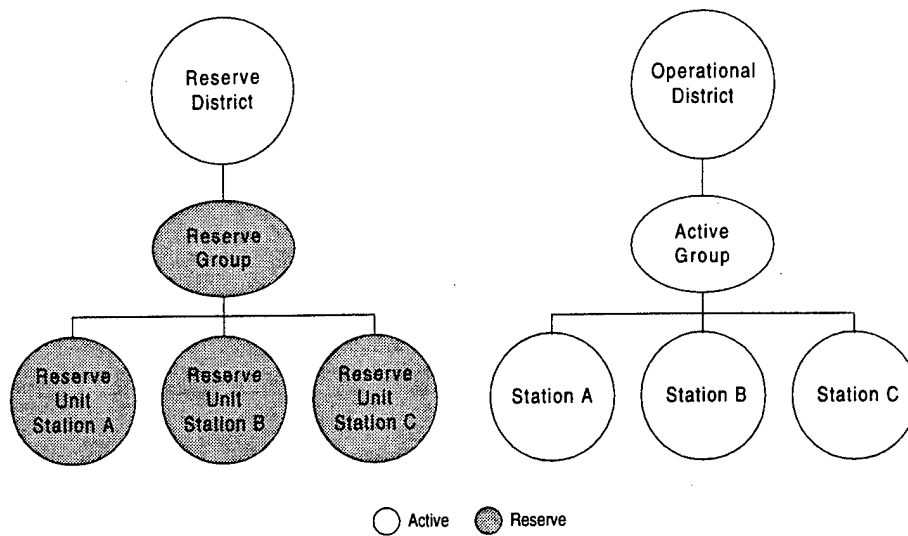 Reserve
District
Operational
District
Reserve
Group
Active
Group
Reserve
Unit
Station A
Reserve
Unit
Station B
Reserve
Unit
Station C
Station A
Station B
Station C
Active
Reserve